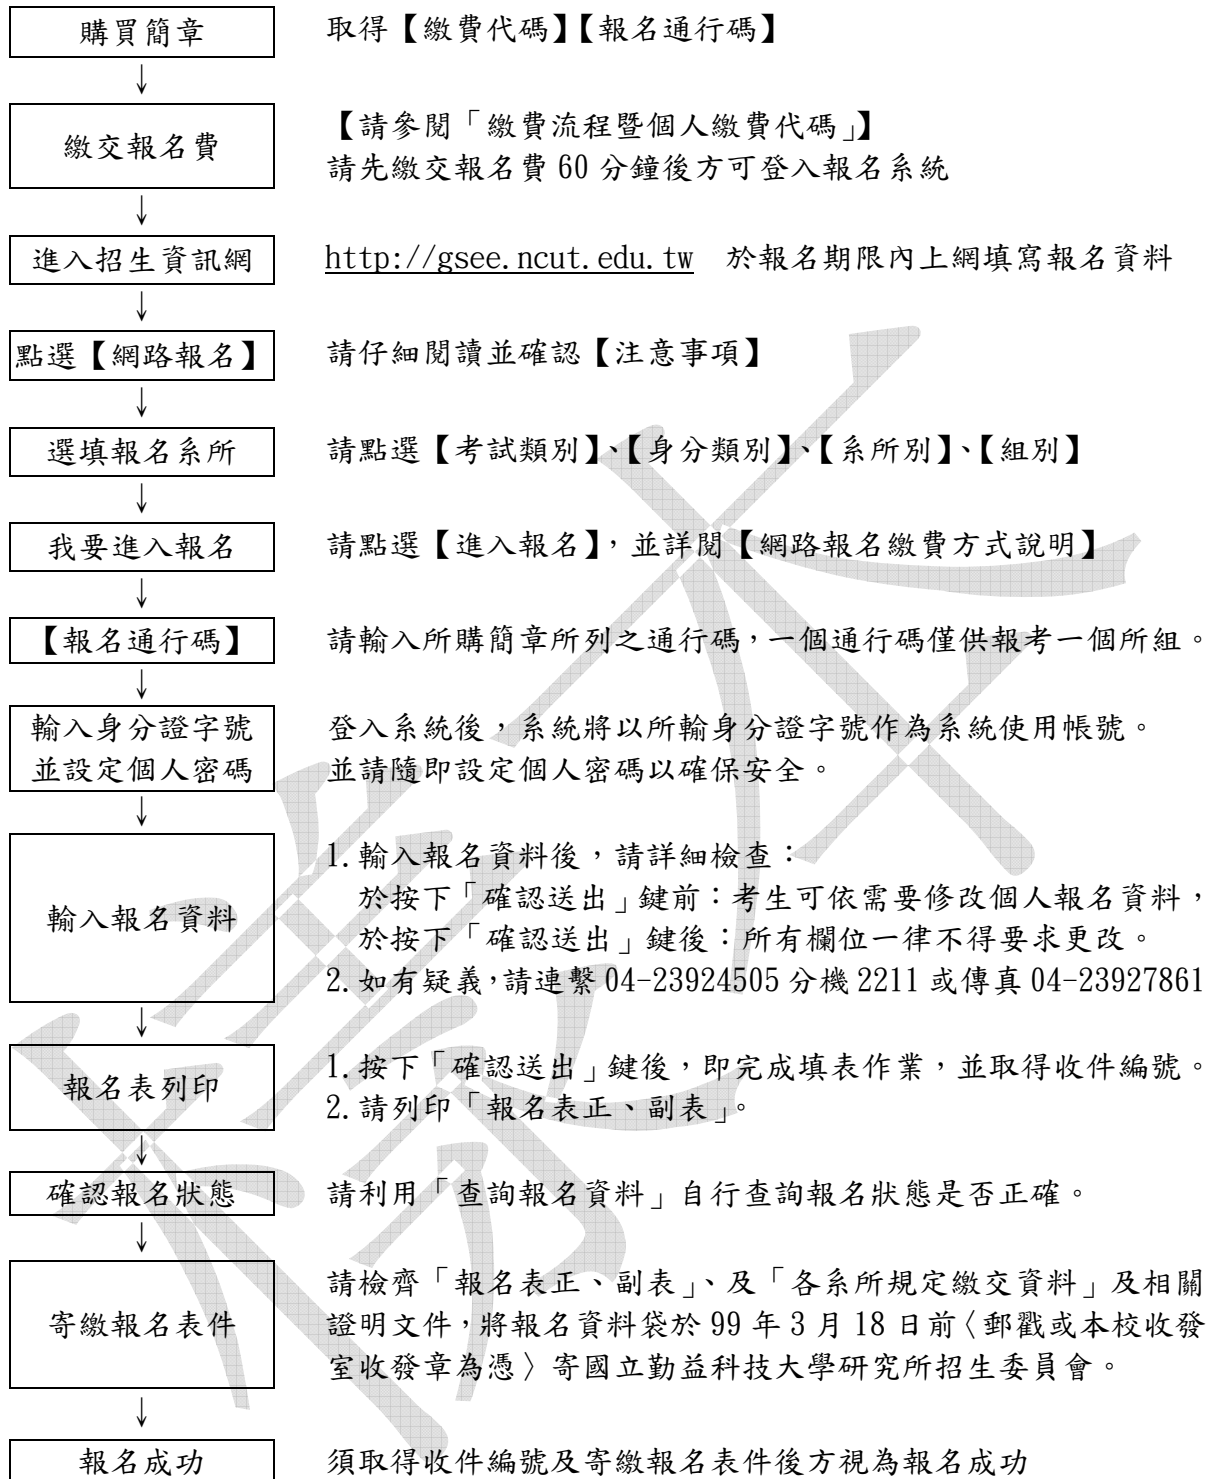 購買簡章 取得【繳費代碼】【報名通行碼】
↓
繳交報名費 【請參閱「繳費流程暨個人繳費代碼」】
請先繳交報名費 60 分鐘後方可登入報名系統
↓
進入招生資訊網 http://gsee.ncut.edu.tw 於報名期限內上網填寫報名資料
↓
點選【網路報名】 請仔細閱讀並確認【注意事項】
↓
選填報名系所 請點選【考試類別】、【身分類別】、【系所別】、【組別】
↓
我要進入報名 請點選【進入報名】，並詳閱【網路報名繳費方式說明】
↓
【報名通行碼】 請輸入所購簡章所列之通行碼，一個通行碼僅供報考一個所組。
↓
輸入身分證字號 登入系統後，系統將以所輸身分證字號作為系統使用帳號。
並設定個人密碼 並請隨即設定個人密碼以確保安全。
↓
輸入報名資料
1.輸入報名資料後，請詳細檢查：
於按下「確認送出」鍵前：考生可依需要修改個人報名資料，
於按下「確認送出」鍵後：所有欄位一律不得要求更改。
2.如有疑義，請連繫 04-23924505 分機 2211 或傳真 04-23927861
↓
報名表列印
1.按下「確認送出」鍵後，即完成填表作業，並取得收件編號。
2.請列印「報名表正、副表」。
↓
確認報名狀態 請利用「查詢報名資料」自行查詢報名狀態是否正確。
↓
寄繳報名表件
請檢齊「報名表正、副表」、及「各系所規定繳交資料」及相關
證明文件，將報名資料袋於 99 年 3 月 18 日前〈郵戳或本校收發
室收發章為憑〉寄國立勤益科技大學研究所招生委員會。
↓
報名成功 須取得收件編號及寄繳報名表件後方視為報名成功
樣本